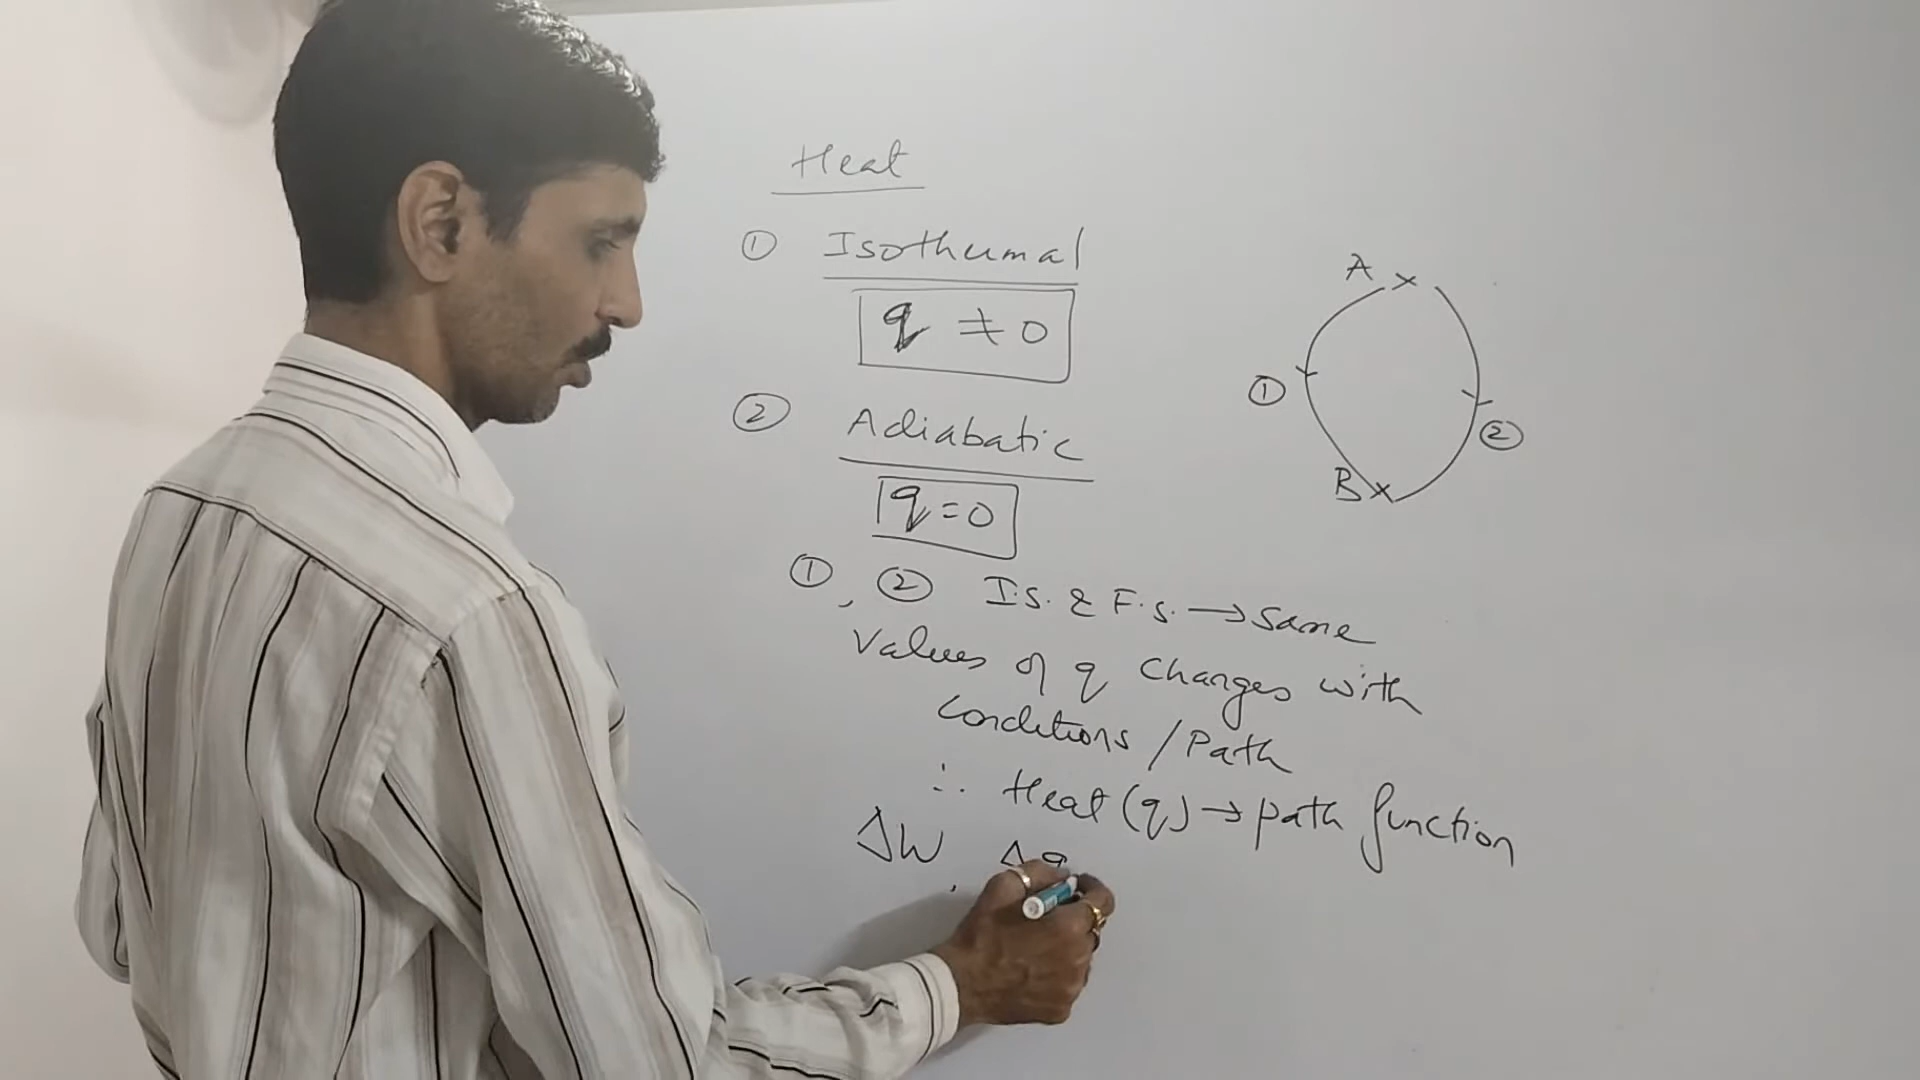 Heat
① Isothermal
q ≠ 0
② Adiabatic
q = 0
①, ② I.S. & F.S. → Same
Values of q Changes with
Conditions / Path
∴ Heat (q) → path function
ΔW, Δq
A ×
①
②
B ×